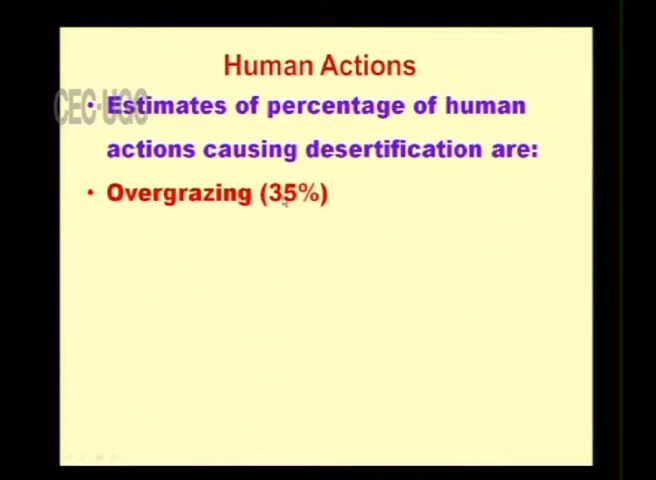 Human Actions
CEC-UGC
• Estimates of percentage of human
actions causing desertification are:
• Overgrazing (35%)